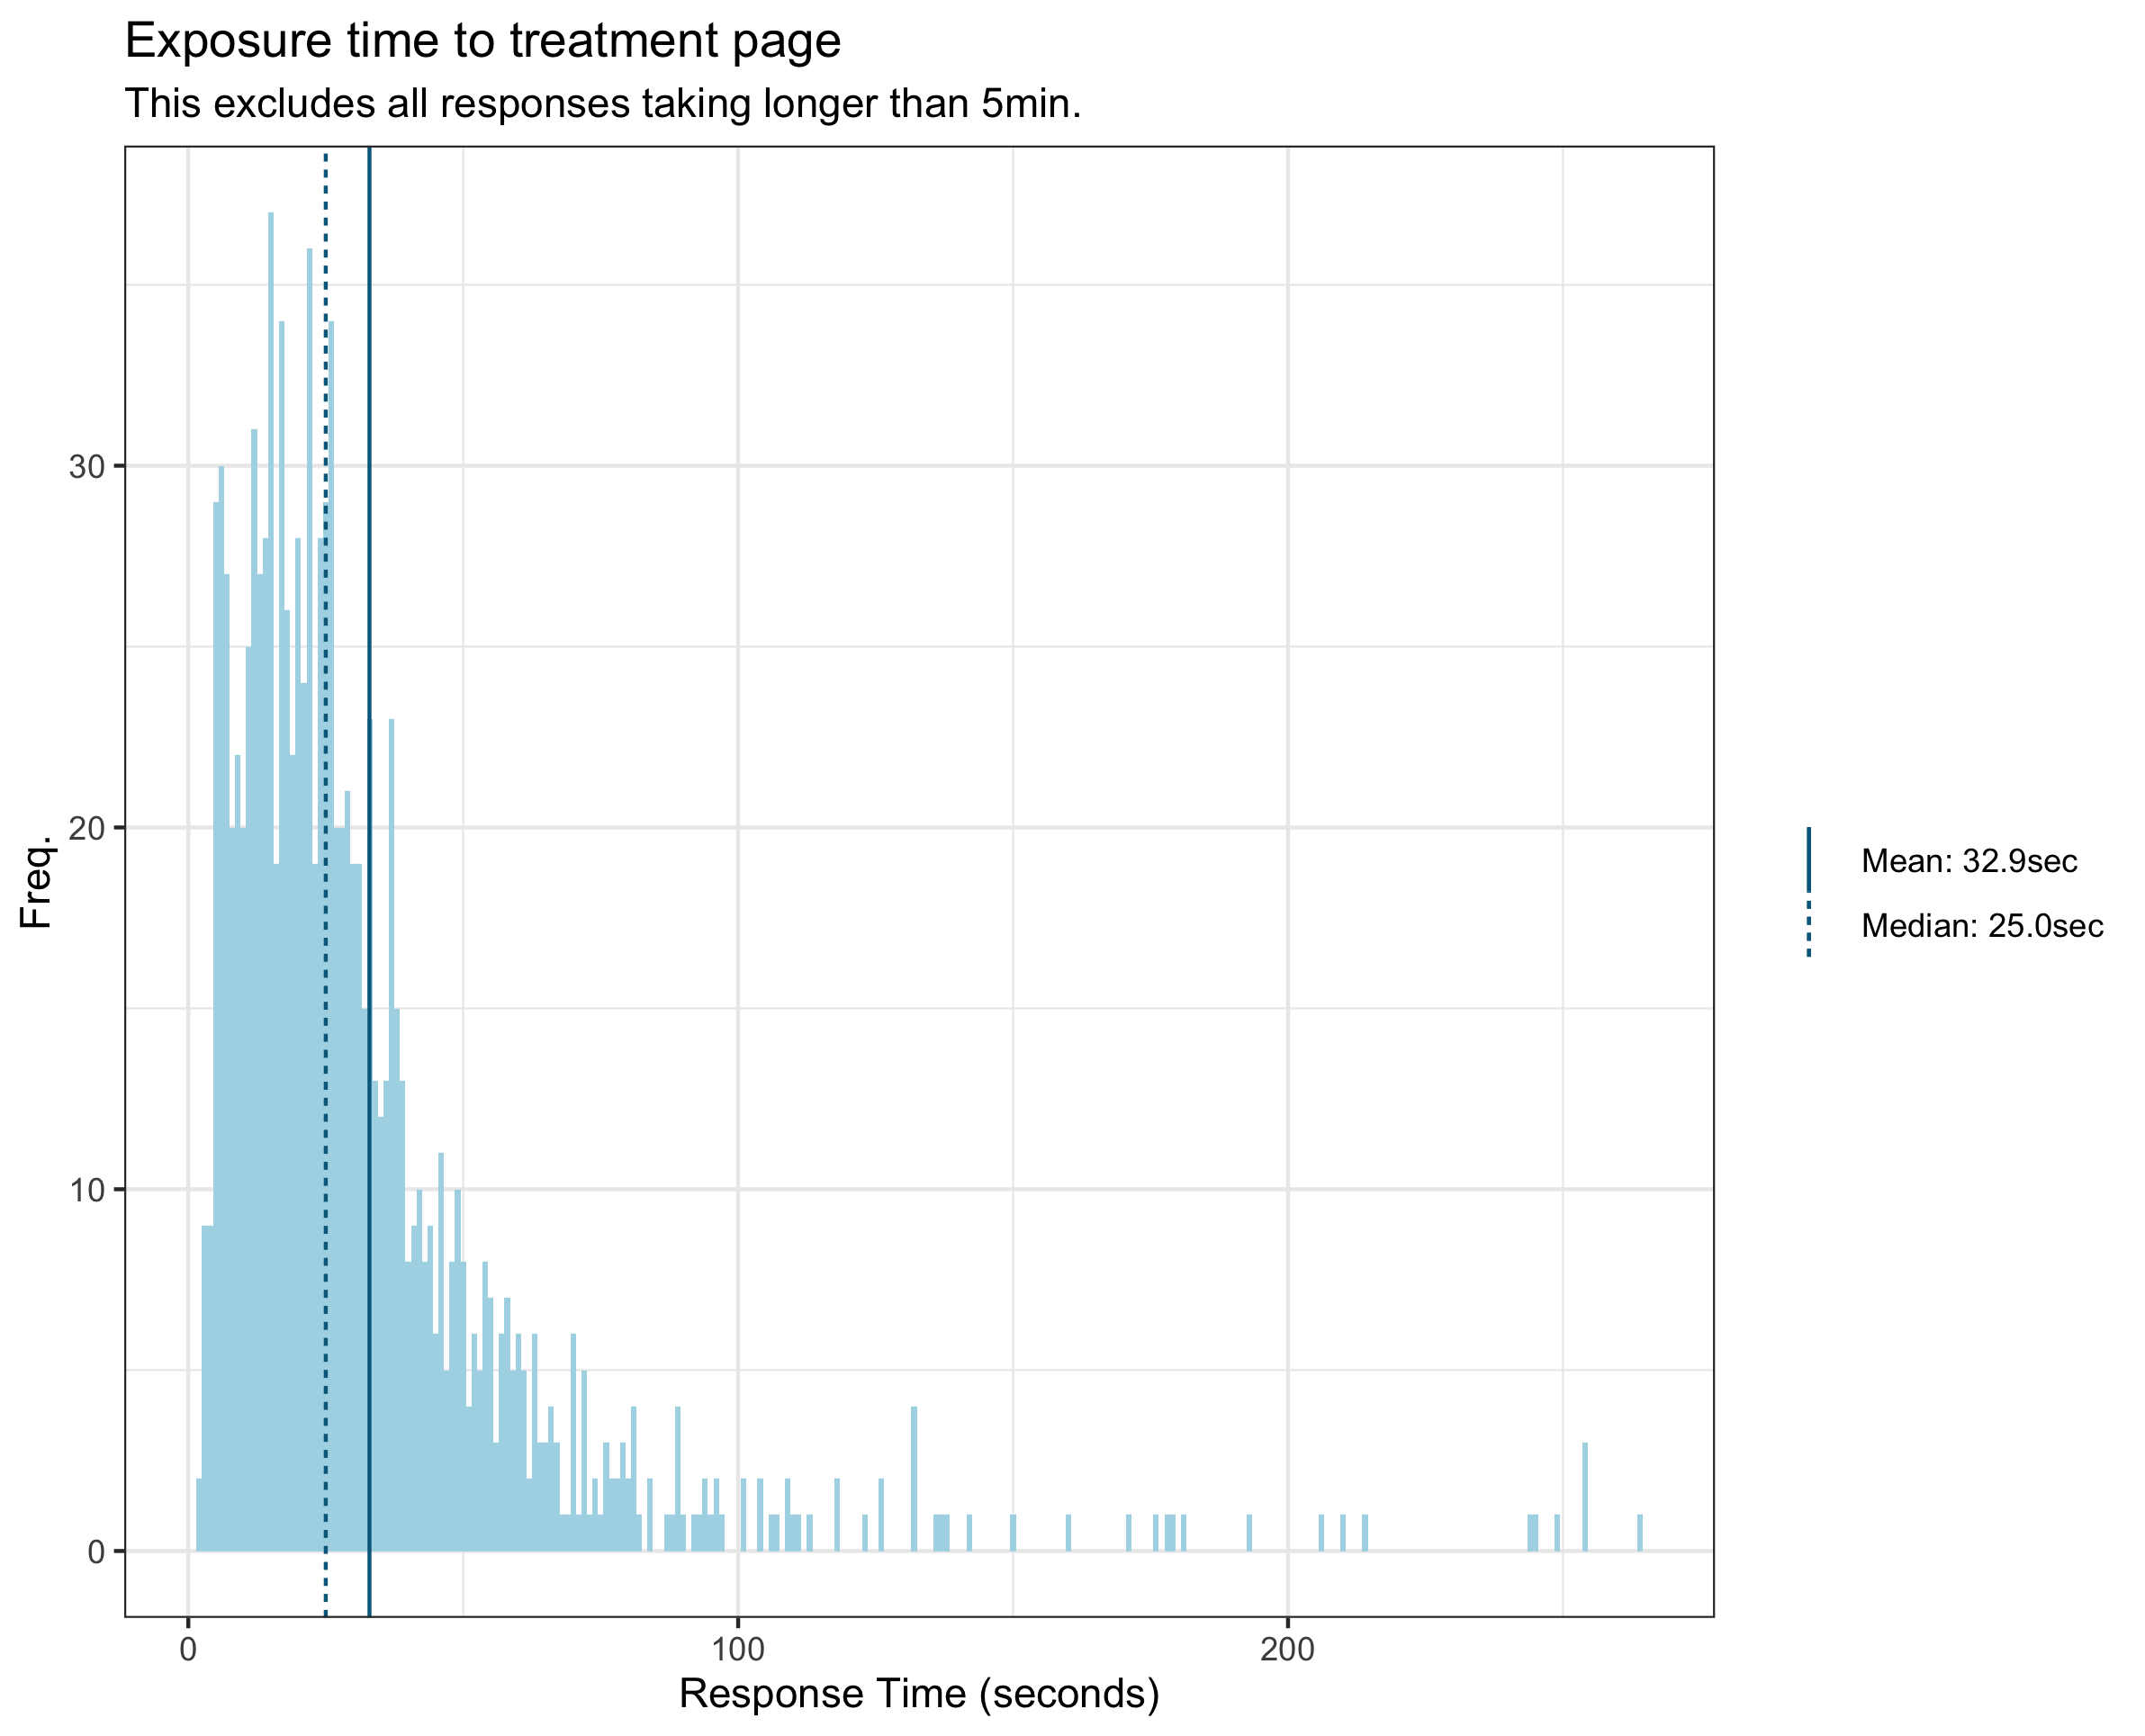 Exposure time to treatment page
This excludes all responses taking longer than 5min.
30
20
10
0
Freq.
0 100 200
Response Time (seconds)
Mean: 32.9sec
Median: 25.0sec